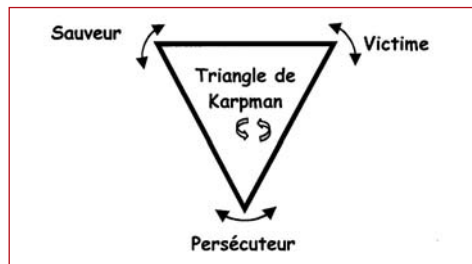 Sauveur
Victime
Triangle de
Karpman
Persécuteur